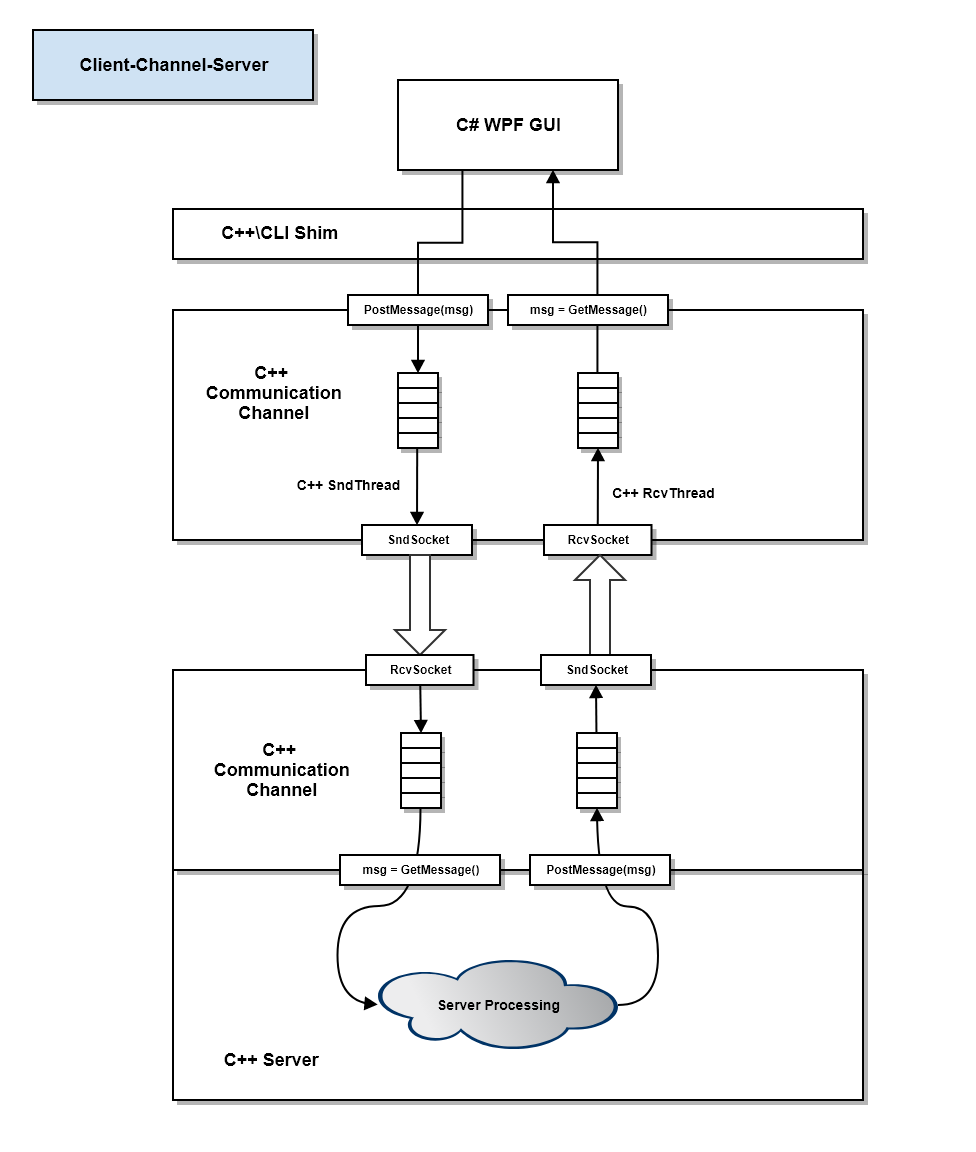 Client-Channel-Server
C# WPF GUI
C++\CLI Shim
PostMessage(msg)
msg = GetMessage()
C++
Communication
Channel
C++ SndThread
C++ RcvThread
SndSocket
RcvSocket
RcvSocket
SndSocket
C++
Communication
Channel
msg = GetMessage()
PostMessage(msg)
Server Processing
C++ Server